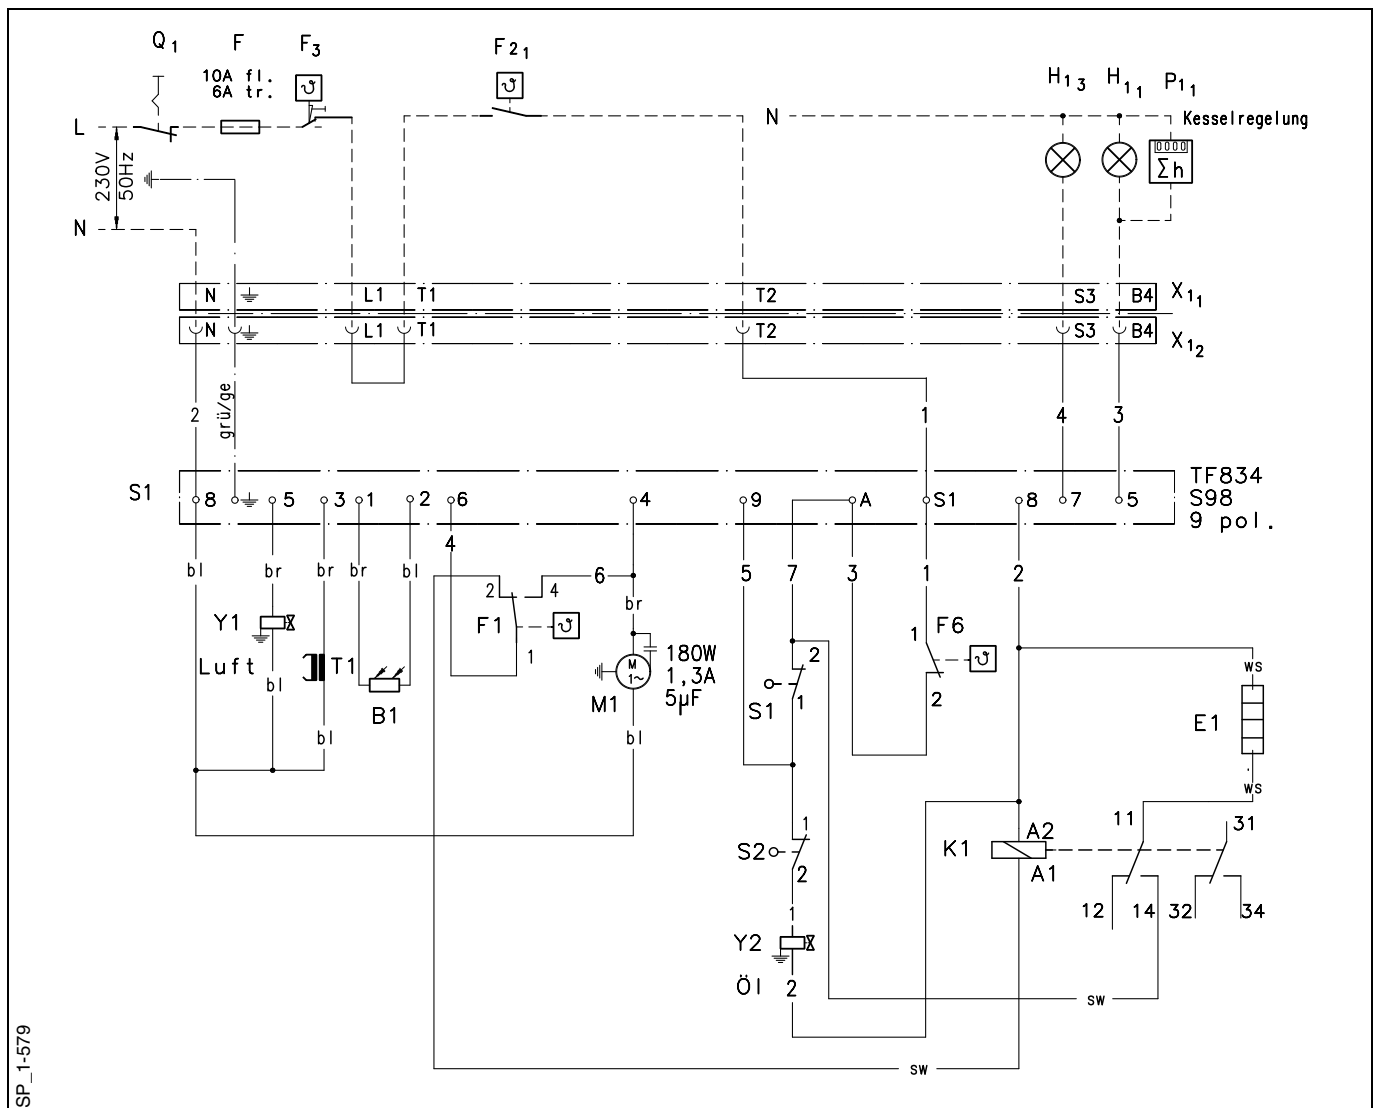 Q1 F F3 F21
10A fl.
6A tr.
ϑ ϑ
H13 H11 P11
L N Kesselregelung
0000
Σh
230V
50Hz
N
N L1 T1 T2 S3 B4 X11
N L1 T1 T2 S3 B4 X12
2 grü/ge 1 4 3
S1 8 5 3 1 2 6 4 9 A S1 8 7 5
TF834
S98
9 pol.
4
bl br br br bl 2 4 6 5 7 3 1 2
br
Y1 F1 ϑ 1 F6
Luft T1 1 M
1~
180W
1,3A
5µF
2 ϑ ws
bl B1 M1 S1 1 2 E1
bl bl
ws
11 31
1 A2
S2 K1
2 A1
1 12 14 32 34
Y2
Öl 2
sw
sw
SP_1-579